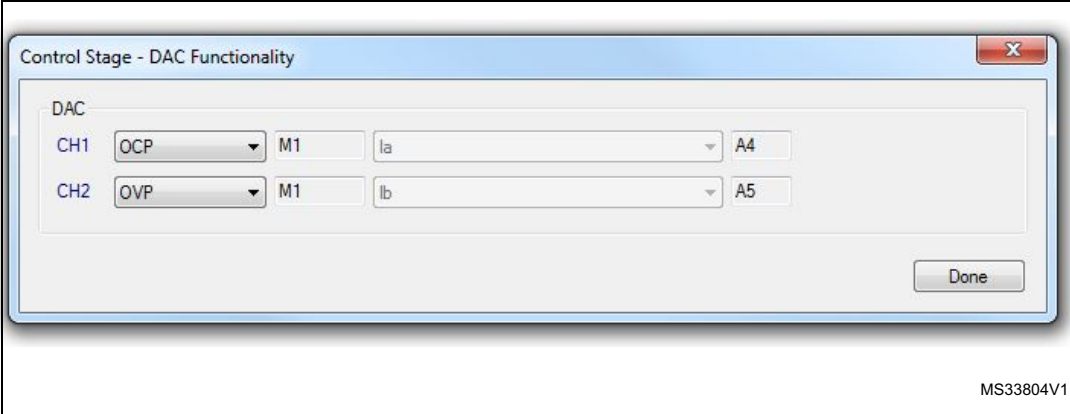 Control Stage - DAC Functionality
DAC
CH1 OCP M1 Ia A4
CH2 OVP M1 Ib A5
Done
MS33804V1